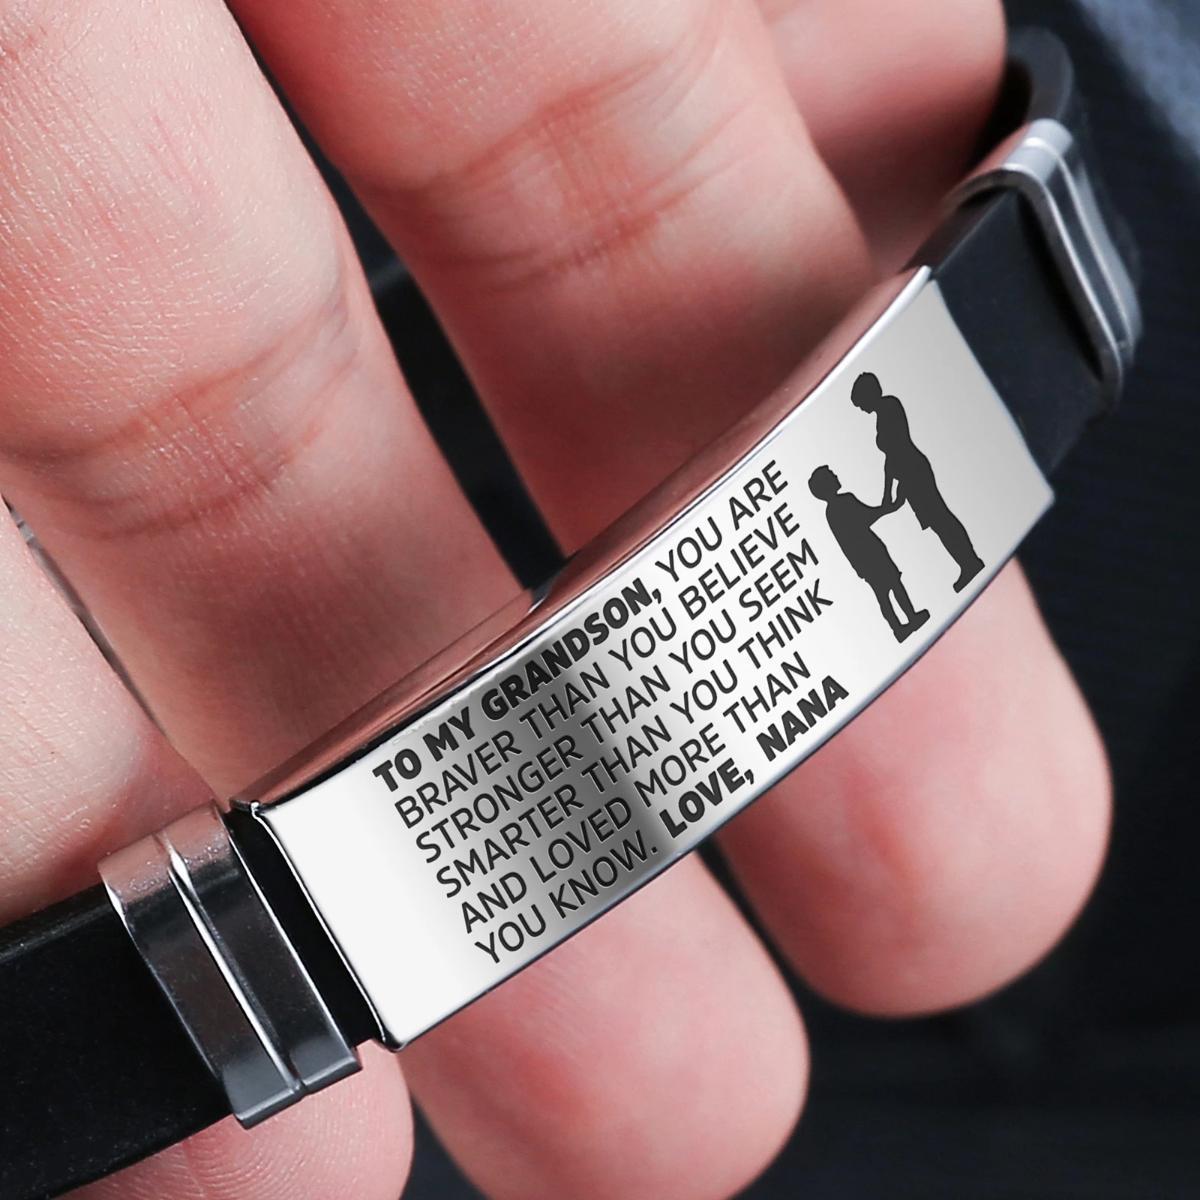 TO MY GRANDSON, YOU ARE
BRAVER THAN YOU BELIEVE
STRONGER THAN YOU SEEM
SMARTER THAN YOU THINK
AND LOVED MORE THAN
YOU KNOW. LOVE, NANA